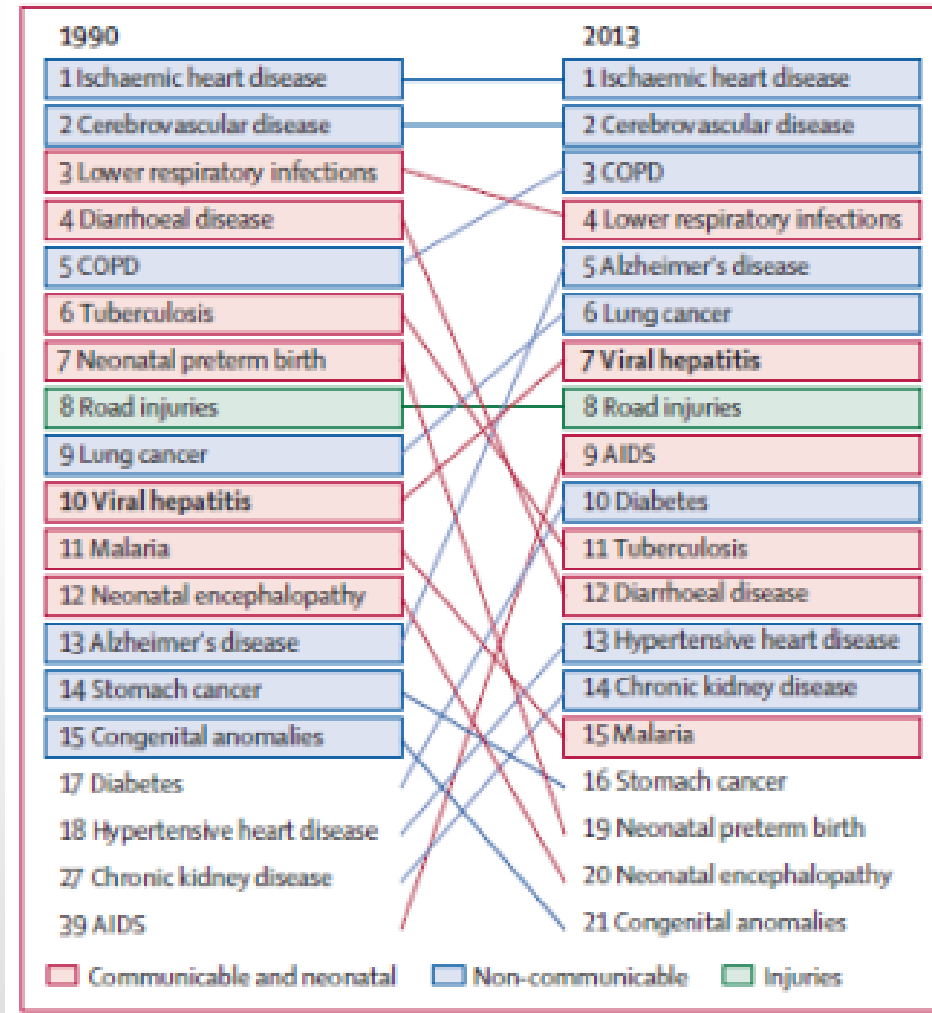 1990
1 Ischaemic heart disease
2 Cerebrovascular disease
3 Lower respiratory infections
4 Diarrhoeal disease
5 COPD
6 Tuberculosis
7 Neonatal preterm birth
8 Road injuries
9 Lung cancer
10 Viral hepatitis
11 Malaria
12 Neonatal encephalopathy
13 Alzheimer's disease
14 Stomach cancer
15 Congenital anomalies
17 Diabetes
18 Hypertensive heart disease
27 Chronic kidney disease
39 AIDS
2013
1 Ischaemic heart disease
2 Cerebrovascular disease
3 COPD
4 Lower respiratory infections
5 Alzheimer's disease
6 Lung cancer
7 Viral hepatitis
8 Road injuries
9 AIDS
10 Diabetes
11 Tuberculosis
12 Diarrhoeal disease
13 Hypertensive heart disease
14 Chronic kidney disease
15 Malaria
16 Stomach cancer
19 Neonatal preterm birth
20 Neonatal encephalopathy
21 Congenital anomalies
Communicable and neonatal Non-communicable Injuries